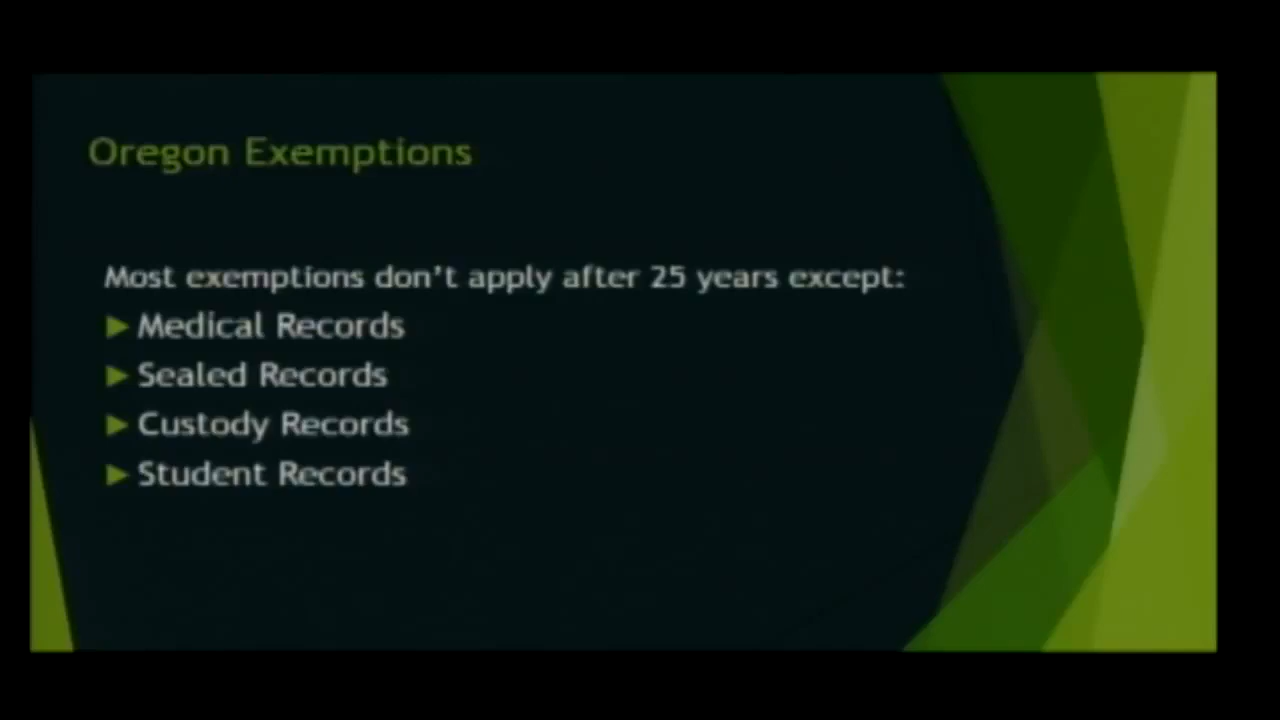 Oregon Exemptions
Most exemptions don't apply after 25 years except:
Medical Records
Sealed Records
Custody Records
Student Records